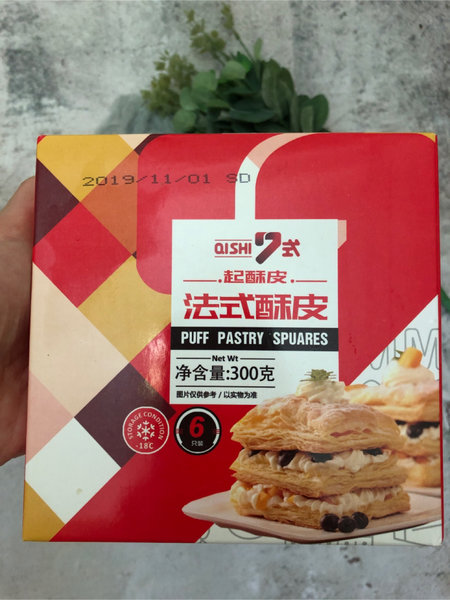 2019/11/01 SD
QISHI 7式
起酥皮
法式酥皮
PUFF PASTRY SPUARES
Net Wt
净含量:300克
图片仅供参考 / 以实物为准
STORAGE CONDITION
-18C
6
只装